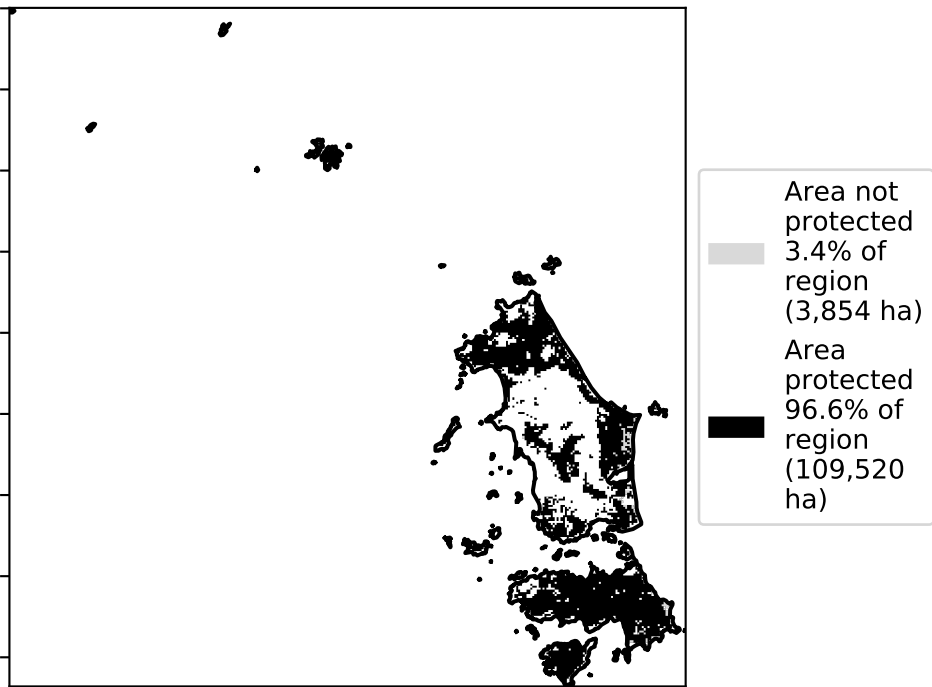 Area not
protected
3.4% of
region
(3,854 ha)
Area
protected
96.6% of
region
(109,520
ha)